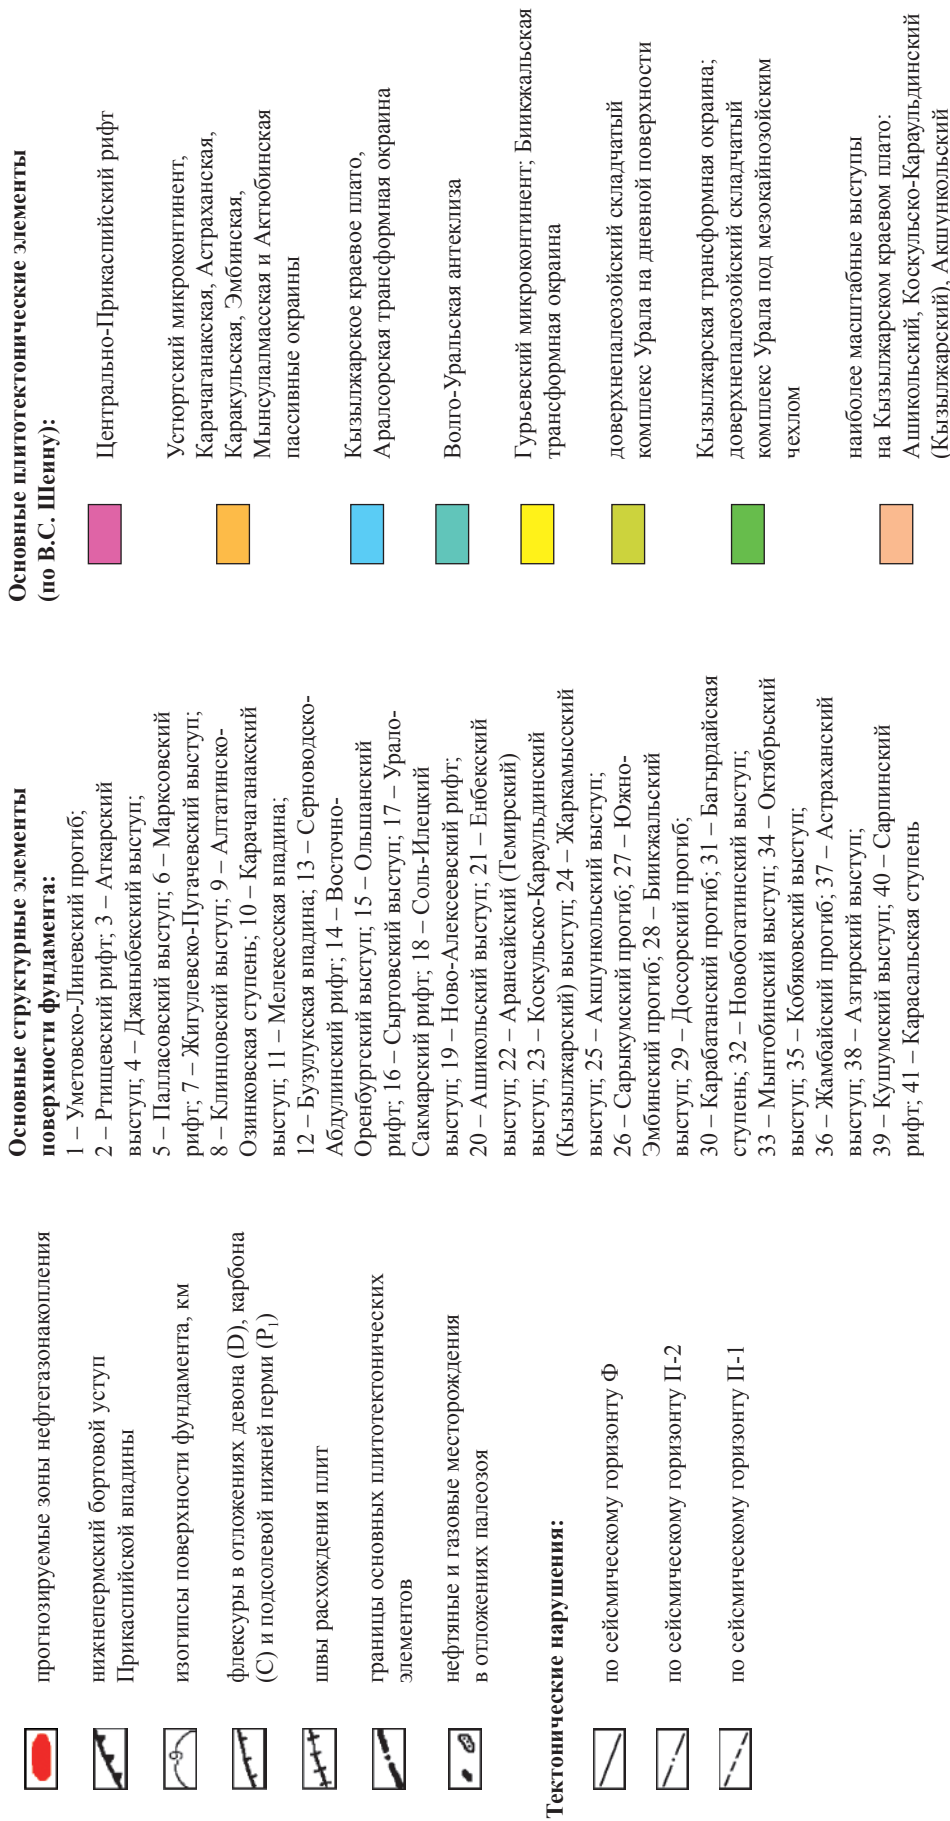 прогнозируемые зоны нефтегазонакопления
нижнепермский бортовой уступ
Прикаспийской впадины
-9
изогипсы поверхности фундамента, км
флексуры в отложениях девона (D), карбона
(C) и подсолевой нижней перми (P₁)
швы расхождения плит
границы основных плитотектонических
элементов
нефтяные и газовые месторождения
в отложениях палеозоя
Тектонические нарушения:
по сейсмическому горизонту Ф
по сейсмическому горизонту П-2
по сейсмическому горизонту П-1
Основные структурные элементы
поверхности фундамента:
1 – Уметовско-Линевский прогиб;
2 – Ртищевский рифт; 3 – Аткарский
выступ; 4 – Джаныбекский выступ;
5 – Палласовский выступ; 6 – Марксовский
рифт; 7 – Жигулевско-Пугачевский выступ;
8 – Клинцовский выступ; 9 – Алтатинско-
Озинковская ступень; 10 – Карачаганакский
выступ; 11 – Мелекесская впадина;
12 – Бузулукская впадина; 13 – Серноводско-
Абдулинский рифт; 14 – Восточно-
Оренбургский выступ; 15 – Ольшанский
рифт; 16 – Сыртовский выступ; 17 – Урало-
Сакмарский рифт; 18 – Соль-Илецкий
выступ; 19 – Ново-Алексеевский рифт;
20 – Ашикольский выступ; 21 – Енбекский
выступ; 22 – Арансайский (Темирский)
выступ; 23 – Коскульско-Караульдинский
(Кызылжарский) выступ; 24 – Жаркамысский
выступ; 25 – Акшункольский выступ;
26 – Сарыкумский прогиб; 27 – Южно-
Эмбинский прогиб; 28 – Биикжальский
выступ; 29 – Доссорский прогиб;
30 – Карабатанский прогиб; 31 – Багырдайская
ступень; 32 – Новобогатинский выступ;
33 – Мынтобинский выступ; 34 – Октябрьский
выступ; 35 – Кобяковский выступ;
36 – Жамбайский прогиб; 37 – Астраханский
выступ; 38 – Азгирский выступ;
39 – Кушумский выступ; 40 – Сарпинский
рифт; 41 – Карасальская ступень
Основные плитотектонические элементы
(по В.С. Шеину):
Центрально-Прикаспийский рифт
Устюртский микроконтинент,
Карачаганакская, Астраханская,
Каракульская, Эмбинская,
Мынсуалмасская и Актюбинская
пассивные окраины
Кызылжарское краевое плато,
Аралсорская трансформная окраина
Волго-Уральская антеклиза
Гурьевский микроконтинент; Биикжальская
трансформная окраина
доверхнепалеозойский складчатый
комплекс Урала на дневной поверхности
Кызылжарская трансформная окраина;
доверхнепалеозойский складчатый
комплекс Урала под мезокайнозойским
чехлом
наиболее масштабные выступы
на Кызылжарском краевом плато:
Ашикольский, Коскульско-Караульдинский
(Кызылжарский), Акшункольский